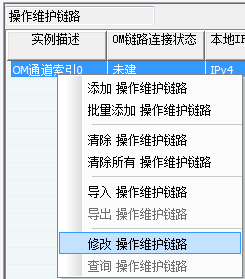 操作维护链路
实例描述 OM链路连接状态 本地IP
OM通道索引0 未建 IPv4
添加 操作维护链路
批量添加 操作维护链路
清除 操作维护链路
清除所有 操作维护链路
导入 操作维护链路
导出 操作维护链路
修改 操作维护链路
查询 操作维护链路